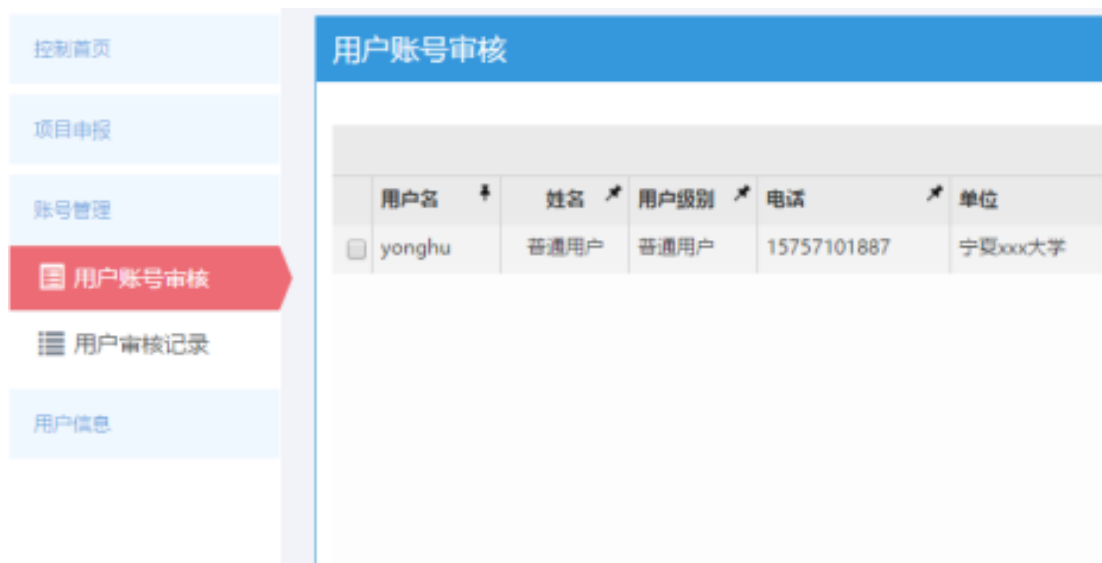 控制首页
项目申报
账号管理
用户账号审核
用户审核记录
用户信息
用户账号审核
用户名 姓名 用户级别 电话 单位
yonghu 普通用户 普通用户 15757101887 宁夏xxx大学